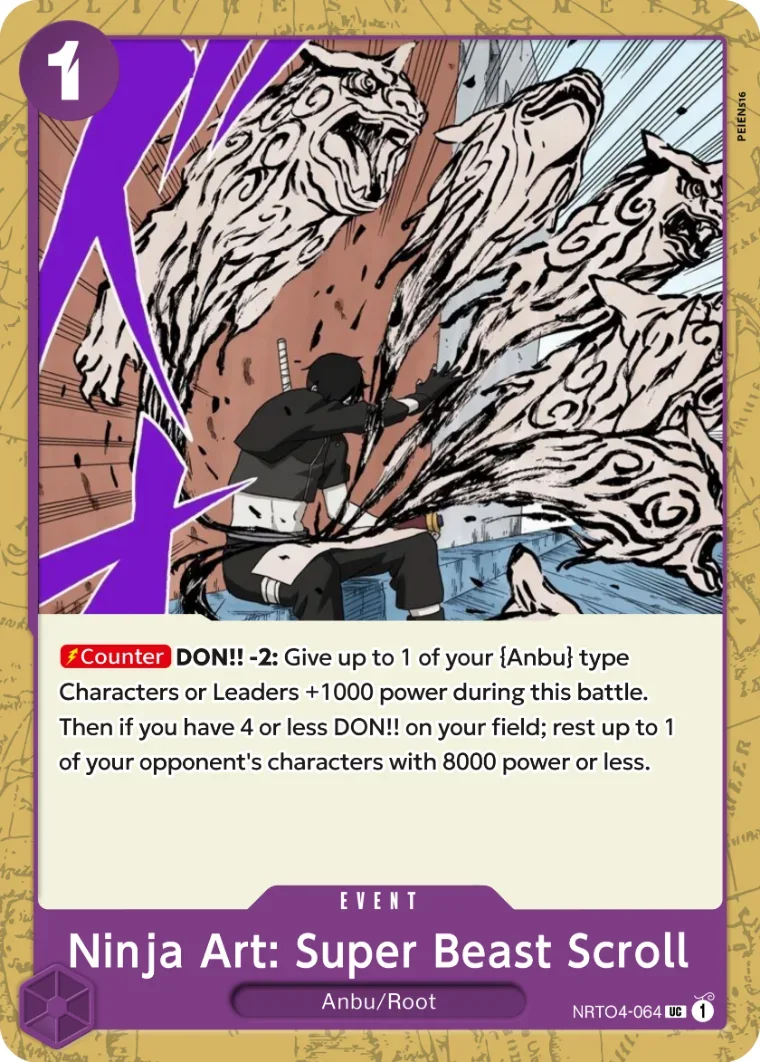 1
PEIENS16
Counter DON!! -2: Give up to 1 of your {Anbu} type
Characters or Leaders +1000 power during this battle.
Then if you have 4 or less DON!! on your field; rest up to 1
of your opponent's characters with 8000 power or less.
EVENT
Ninja Art: Super Beast Scroll
Anbu/Root
NRTO4-064 UC 1